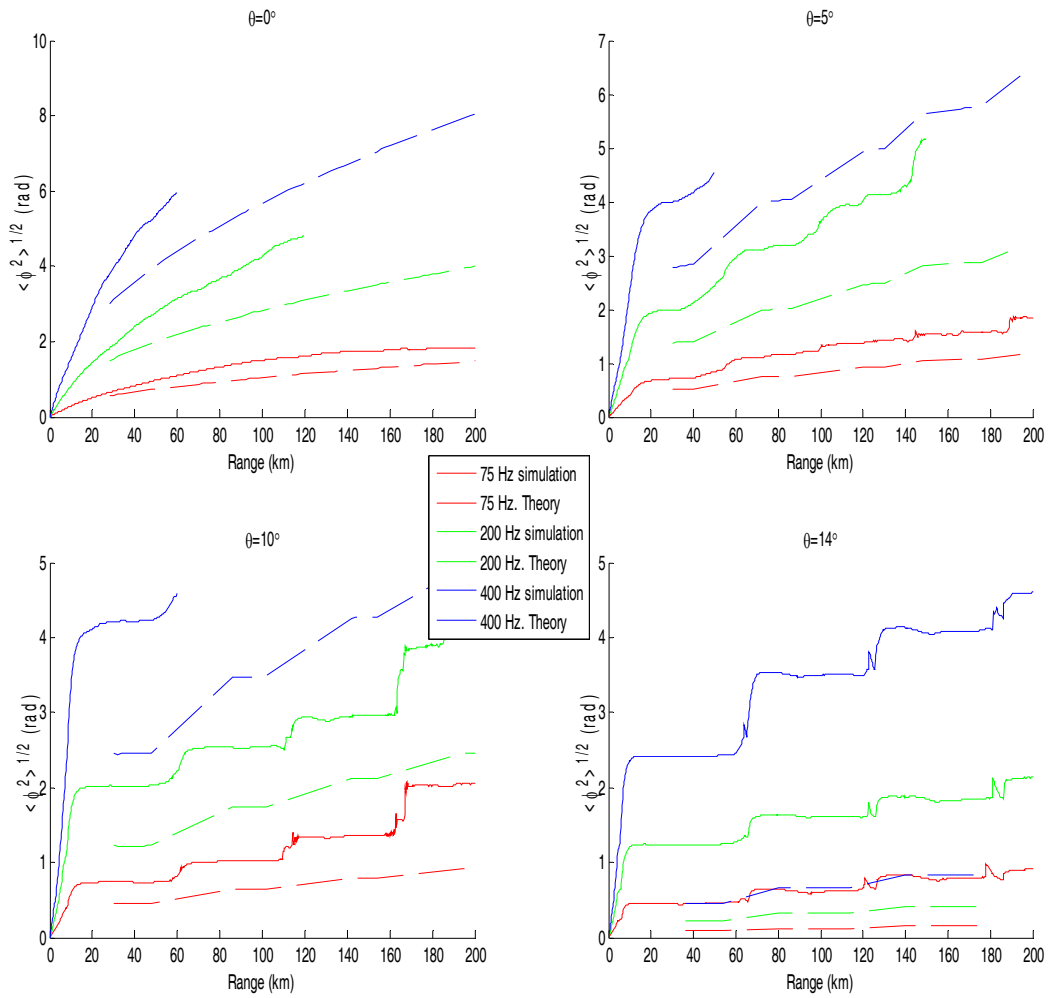 θ=0°
10
8
6
4
2
0
< ϕ² >^1/2 (rad)
0 20 40 60 80 100 120 140 160 180 200
Range (km)
θ=5°
7
6
5
4
3
2
1
0
< ϕ² >^1/2 (rad)
0 20 40 60 80 100 120 140 160 180 200
Range (km)
75 Hz simulation
75 Hz. Theory
200 Hz simulation
200 Hz. Theory
400 Hz simulation
400 Hz. Theory
θ=10°
5
4
3
2
1
0
< ϕ² >^1/2 (rad)
0 20 40 60 80 100 120 140 160 180 200
Range (km)
θ=14°
5
4
3
2
1
0
< ϕ² >^1/2 (rad)
0 20 40 60 80 100 120 140 160 180 200
Range (km)